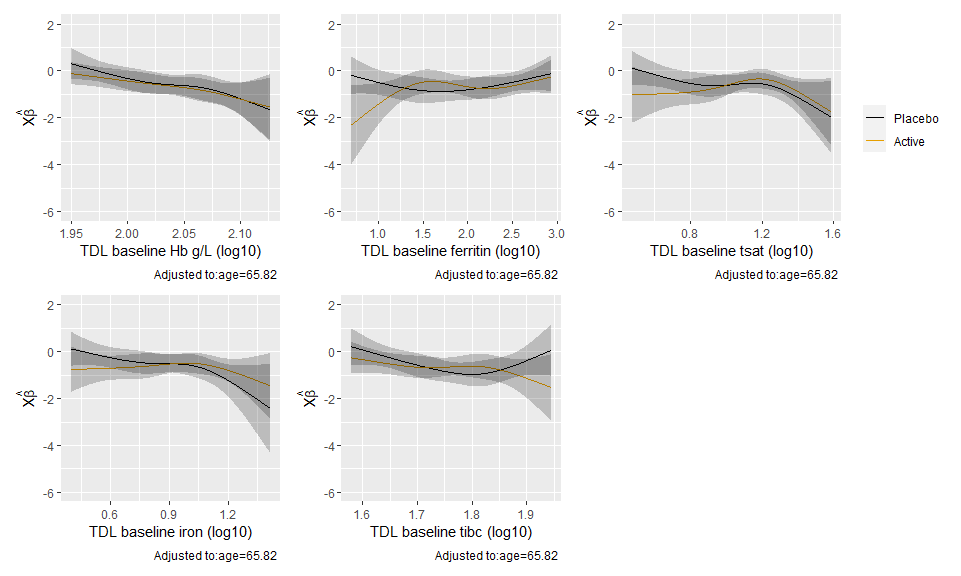 2
0
-2
-4
-6
Xβ̂
1.95 2.00 2.05 2.10
TDL baseline Hb g/L (log10)
Adjusted to:age=65.82
2
0
-2
-4
-6
Xβ̂
1.0 1.5 2.0 2.5 3.0
TDL baseline ferritin (log10)
Adjusted to:age=65.82
2
0
-2
-4
-6
Xβ̂
0.8 1.2 1.6
TDL baseline tsat (log10)
Adjusted to:age=65.82
Placebo
Active
2
0
-2
-4
-6
Xβ̂
0.6 0.9 1.2
TDL baseline iron (log10)
Adjusted to:age=65.82
2
0
-2
-4
-6
Xβ̂
1.6 1.7 1.8 1.9
TDL baseline tibc (log10)
Adjusted to:age=65.82